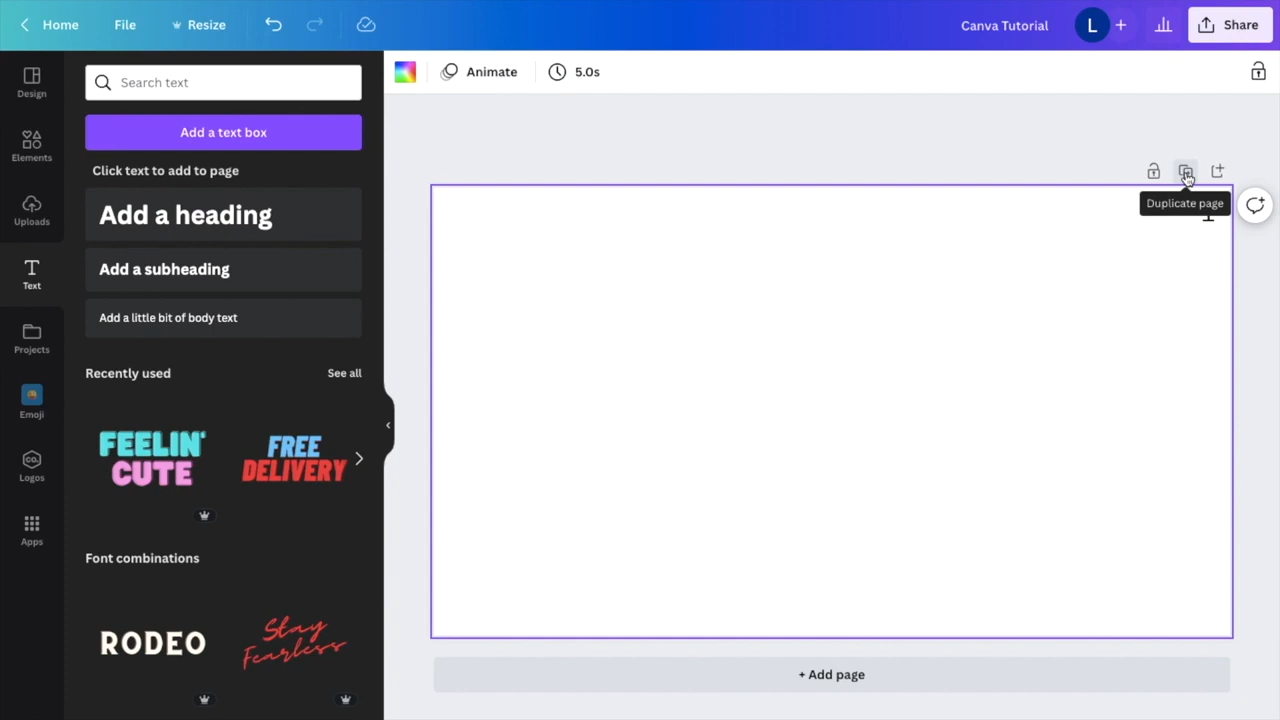 Home
File
Resize
Canva Tutorial
L
+
Share
Design
Elements
Uploads
Text
Projects
Emoji
Logos
Apps
Search text
Add a text box
Click text to add to page
Add a heading
Add a subheading
Add a little bit of body text
Recently used
See all
FEELIN'
CUTE
FREE
DELIVERY
Font combinations
RODEO
Stay
Fearless
Animate
5.0s
Duplicate page
CO.
T
1
+ Add page